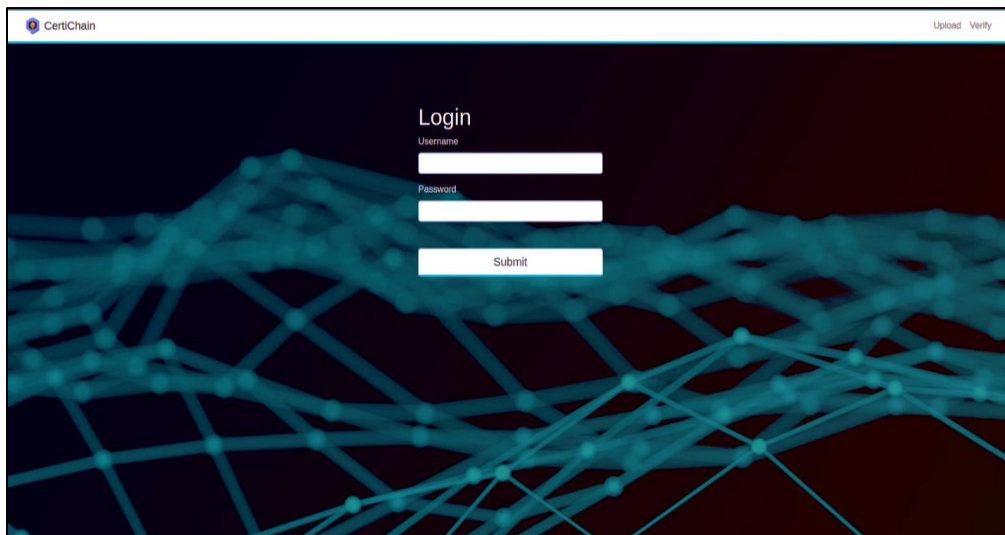 CertiChain
Upload Verify
Login
Username
Password
Submit